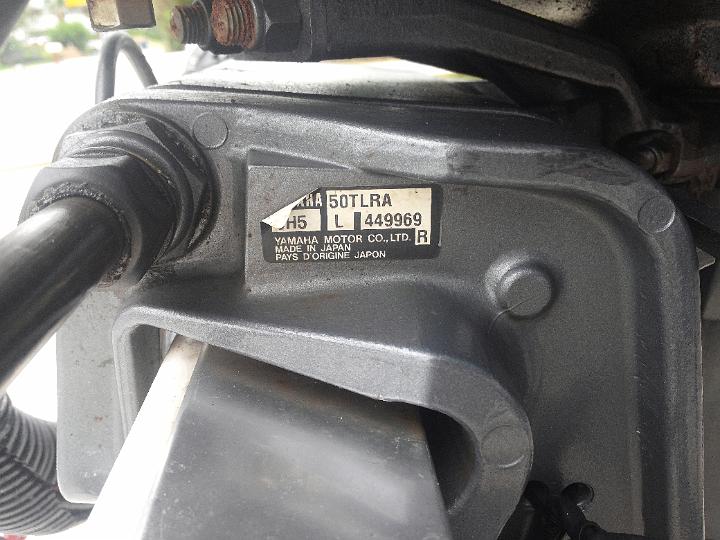 50TLRA
H5 L 449969
YAMAHA MOTOR CO., LTD. R
MADE IN JAPAN
PAYS D'ORIGINE JAPON